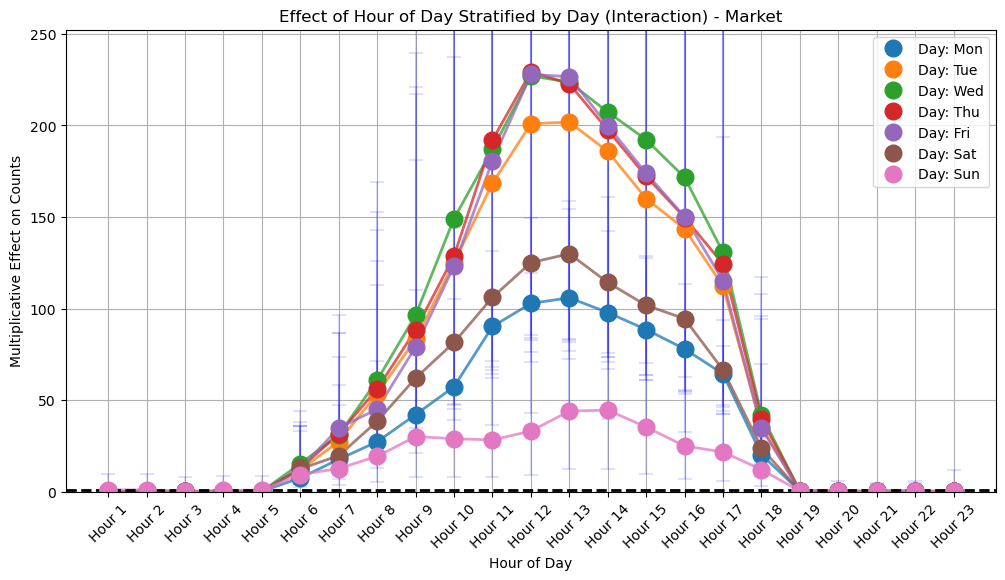 Effect of Hour of Day Stratified by Day (Interaction) - Market
250
200
150
100
50
0
Multiplicative Effect on Counts
Day: Mon
Day: Tue
Day: Wed
Day: Thu
Day: Fri
Day: Sat
Day: Sun
Hour 1
Hour 2
Hour 3
Hour 4
Hour 5
Hour 6
Hour 7
Hour 8
Hour 9
Hour 10
Hour 11
Hour 12
Hour 13
Hour 14
Hour 15
Hour 16
Hour 17
Hour 18
Hour 19
Hour 20
Hour 21
Hour 22
Hour 23
Hour of Day